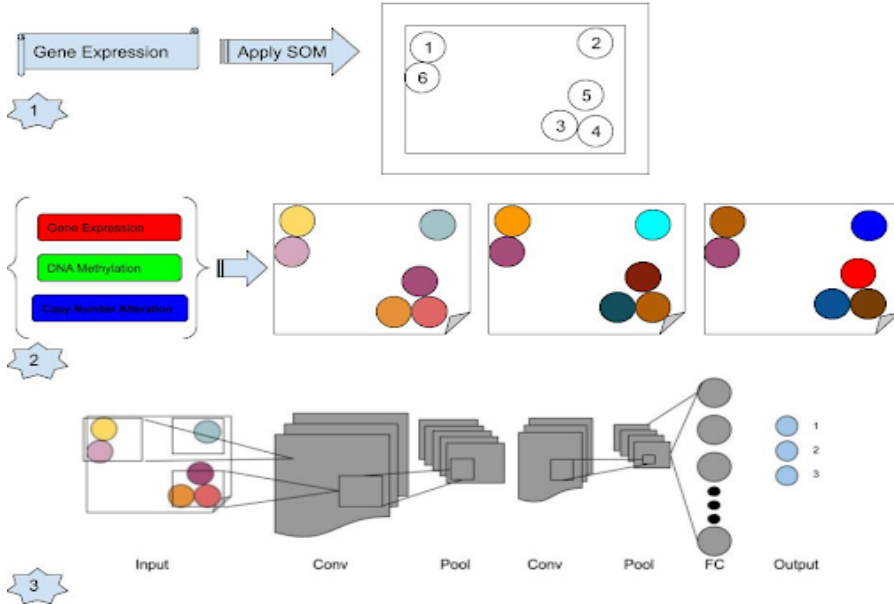 Gene Expression
Apply SOM
1
2
6
5
3
4
1
Gene Expression
DNA Methylation
Copy Number Alteration
2
1
2
3
Input
Conv
Pool
Conv
Pool
FC
Output
3